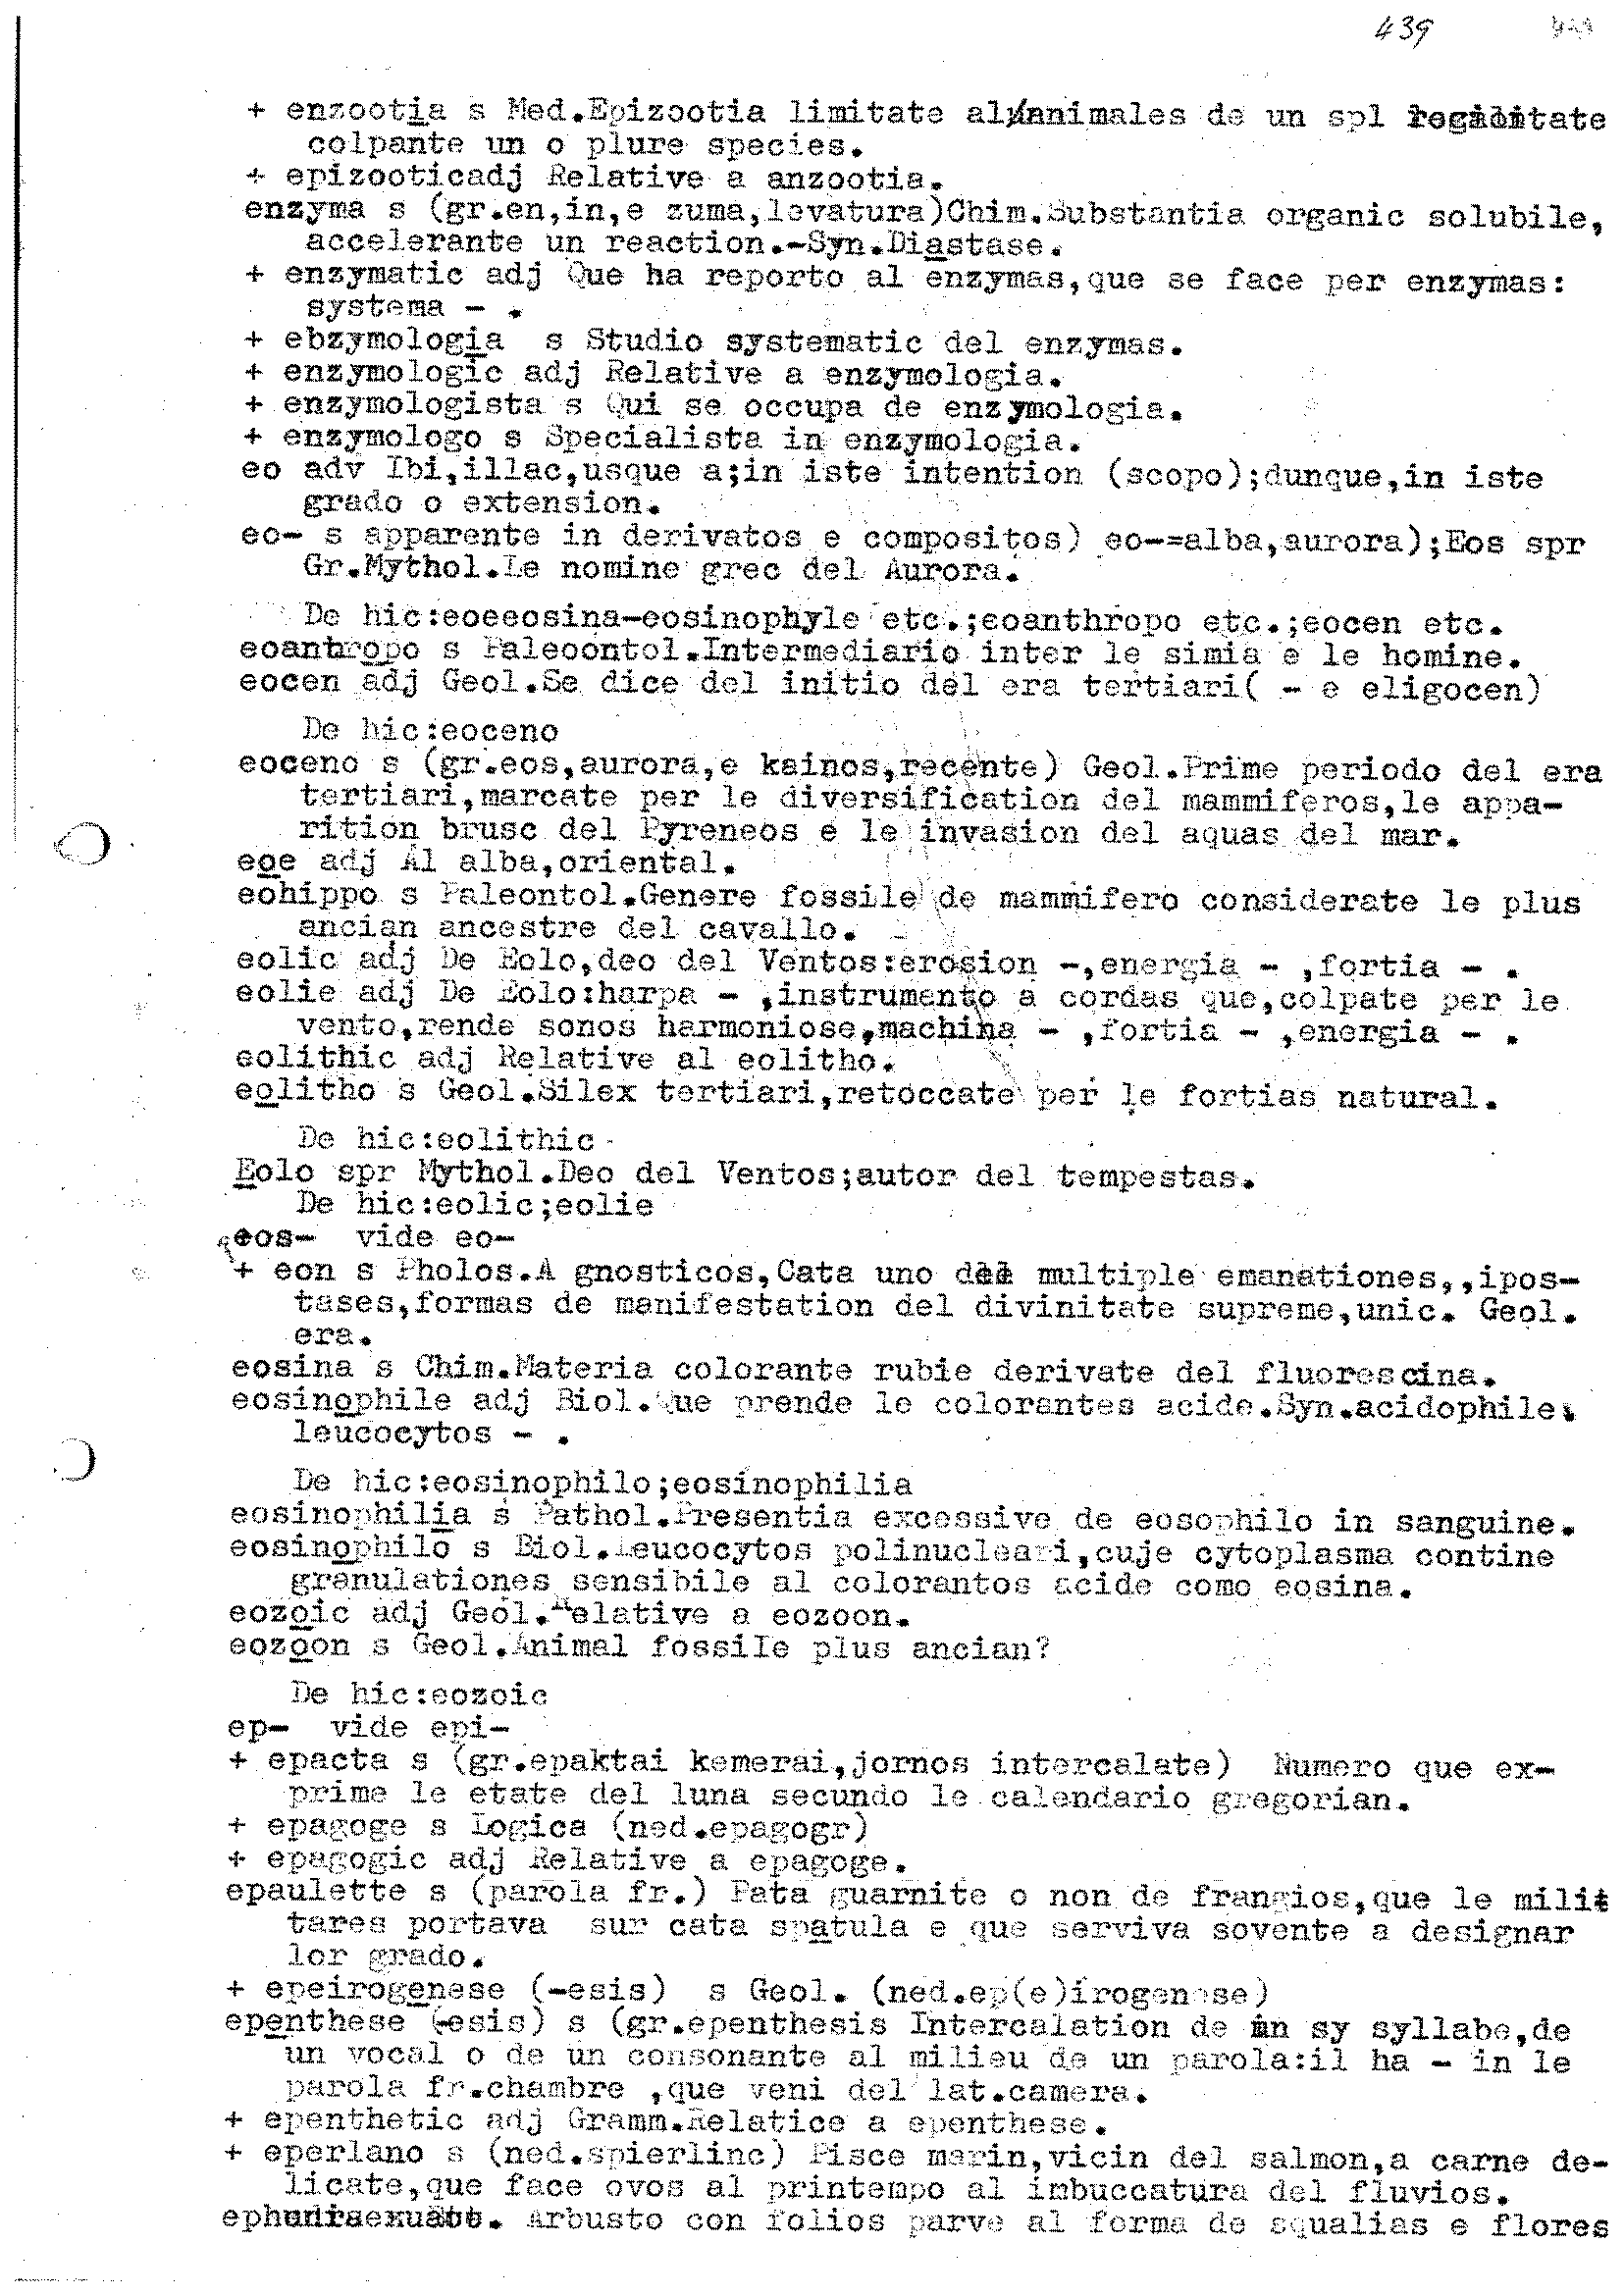 439
+ enzootia s Med.Epizootia limitate al animales de un spl
colpante un o plure species.
+ epizooticadj Relative a anzootia.
enzyma s (gr.en,in,e zuma,levatura)Chim.Substantia organic solubile,
accelerante un reaction.-Syn.Diastase.
+ enzymatic adj Que ha reporto al enzymas,que se face per enzymas:
systema - .
+ ebzymologia  s Studio systematic del enzymas.
+ enzymologic adj Relative a enzymologia.
+ enzymologista s Qui se occupa de enzymologia.
+ enzymologo s Specialista in enzymologia.
eo adv Ibi,illac,usque a;in iste intention (scopo);dunque,in iste
grado o extension.
eo- s apparente in derivatos e compositos) eo-=alba,aurora);Eos spr
Gr.Mythol.Le nomine grec del Aurora.
De hic:eoeeosina-eosinophyle etc.;eoanthropo etc.;eocen etc.
eoanthropo s Paleoontol.Intermediario inter le simia e le homine.
eocen adj Geol.Se dice del initio del era tertiari( - e eligocen)
De hic:eoceno
eoceno s (gr.eos,aurora,e kainos,recente) Geol.Prime periodo del era
tertiari,marcate per le diversification del mammiferos,le appa-
rition brusc del Pyreneos e le invasion del aquas del mar.
eoe adj Al alba,oriental.
eohippo s Paleontol.Genere fossile de mammifero considerate le plus
ancian ancestre del cavallo.
eolic adj De Eolo,deo del Ventos:erosion -,energia - ,fortia - .
eolie adj De Eolo:harpa - ,instrumento a cordas que,colpate per le
vento,rende sonos harmoniose,machina - ,fortia - ,energia - .
eolithic adj Relative al eolitho.
eolitho s Geol.Silex tertiari,retoccate per le fortias natural.
De hic:eolithic
Eolo spr Mythol.Deo del Ventos;autor del tempestas.
De hic:eolic;eolie
eos-  vide eo-
+ eon s Pholos.A gnosticos,Cata uno del multiple emanationes,,ipos-
tases,formas de manifestation del divinitate supreme,unic. Geol.
era.
eosina s Chim.Materia colorante rubie derivate del fluorescina.
eosinophile adj Biol.Que prende le colorantes acide.Syn.acidophile:
leucocytos - .
De hic:eosinophilo;eosinophilia
eosinophilia s Pathol.Presentia excessive de eosophilo in sanguine.
eosinophilo s Biol.Leucocytos polinucleari,cuje cytoplasma contine
granulationes sensibile al colorantos acide como eosina.
eozoic adj Geol.Relative a eozoon.
eozoon s Geol.Animal fossile plus ancian?
De hic:eozoic
ep-  vide epi-
+ epacta s (gr.epaktai kemerai,jornos intercalate)  Numero que ex-
prime le etate del luna secundo le calendario gregorian.
+ epagoge s Logica (ned.epagogr)
+ epagogic adj Relative a epagoge.
epaulette s (parola fr.) Pata guarnite o non de frangios,que le milit
tares portava  sur cata spatula e que serviva sovente a designar
lor grado.
+ epeirogenese (-esis)  s Geol. (ned.ep(e)irogenese)
epenthese (-esis) s (gr.epenthesis Intercalation de un sy syllabe,de
un vocal o de un consonante al milieu de un parola:il ha - in le
parola fr.chambre ,que veni del lat.camera.
+ epenthetic adj Gramm.Relatice a epenthese.
+ eperlano s (ned.spierlinc) Pisce marin,vicin del salmon,a carne de-
licate,que face ovos al printempo al imbuccatura del fluvios.
Arbusto con folios parve al forma de squalias e flores